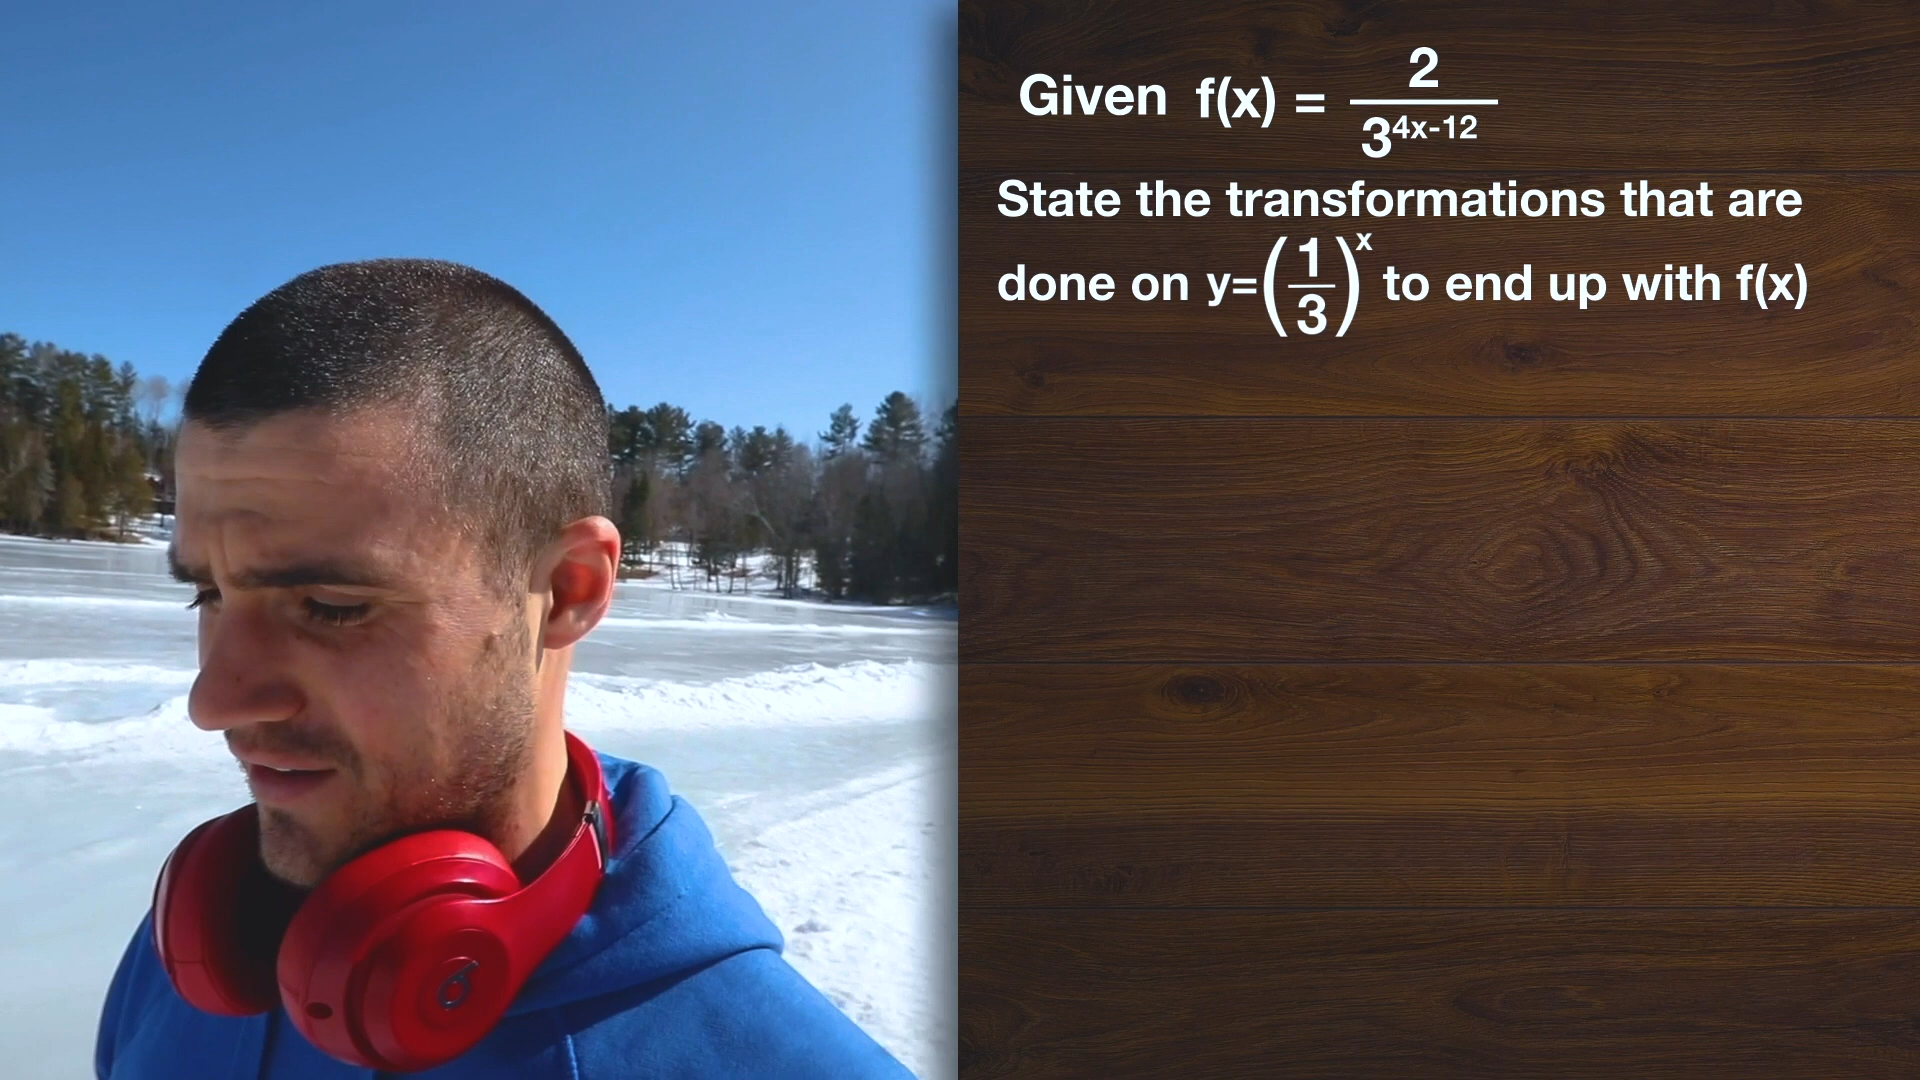 Given f(x) = 2/3^(4x-12)
State the transformations that are
done on y=(1/3)^x to end up with f(x)